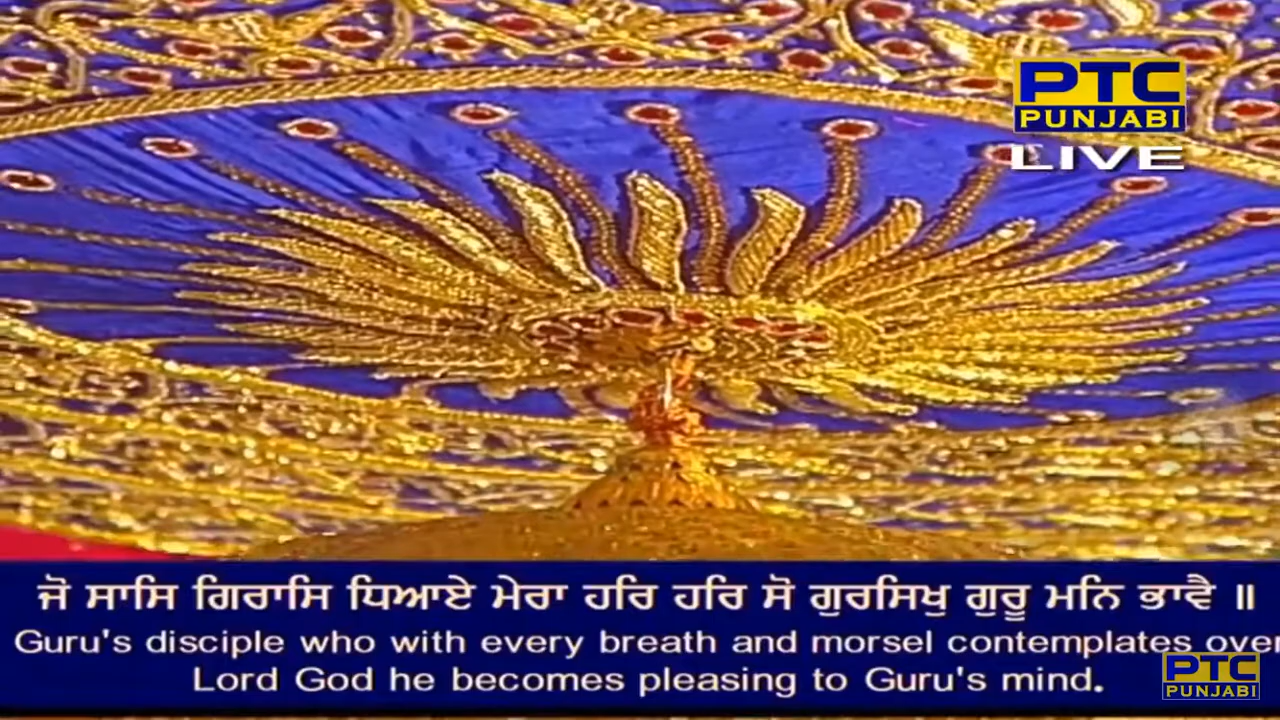 PTC
PUNJABI
LIVE
ਜੋ ਸਾਸਿ ਗਿਰਾਸਿ ਧਿਆਏ ਮੇਰਾ ਹਰਿ ਹਰਿ ਸੋ ਗੁਰਸਿਖੁ ਗੁਰੂ ਮਨਿ ਭਾਵੈ ॥
Guru's disciple who with every breath and morsel contemplates over
Lord God he becomes pleasing to Guru's mind.
PTC
PUNJABI